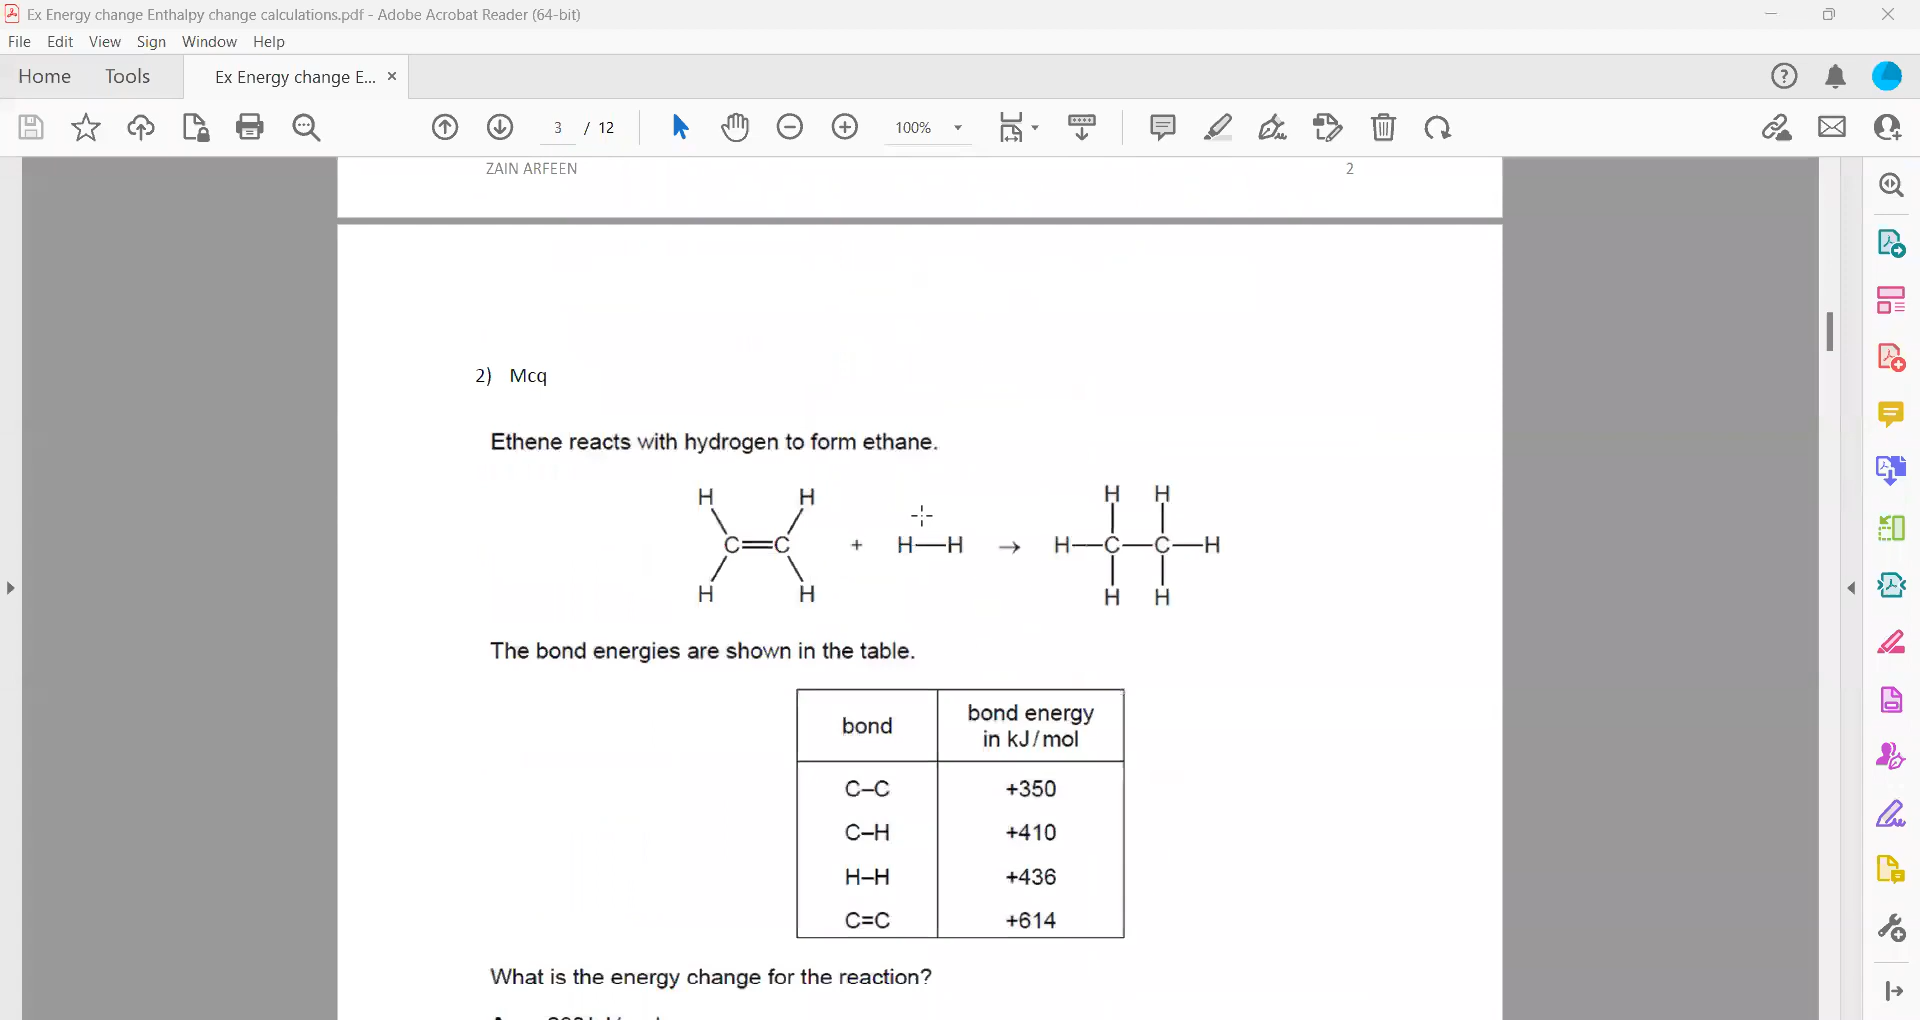 Ex Energy change Enthalpy change calculations.pdf - Adobe Acrobat Reader (64-bit)
File Edit View Sign Window Help
Home Tools Ex Energy change E... ×
3 / 12 100%
ZAIN ARFEEN 2
2) Mcq
Ethene reacts with hydrogen to form ethane.
H H H H
C=C + H—H → H—C—C—H
H H H H
The bond energies are shown in the table.
bond bond energy
in kJ/mol
C–C +350
C–H +410
H–H +436
C=C +614
What is the energy change for the reaction?